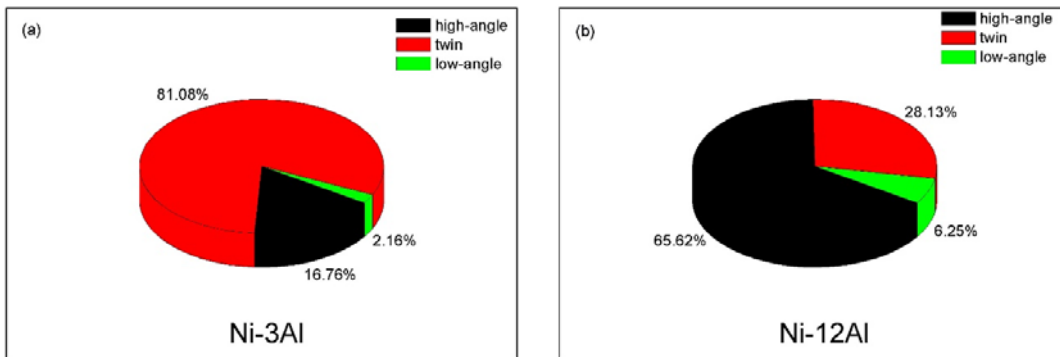 (a)
high-angle
twin
low-angle
81.08%
2.16%
16.76%
Ni-3Al
(b)
high-angle
twin
low-angle
28.13%
65.62%
6.25%
Ni-12Al